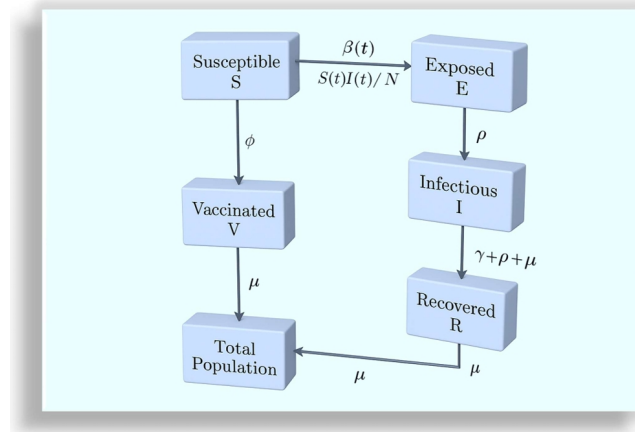 Susceptible
S
β(t)
S(t)I(t)/N
Exposed
E
ϕ
ρ
Vaccinated
V
Infectious
I
μ
γ+ρ+μ
Recovered
R
Total
Population
μ
μ